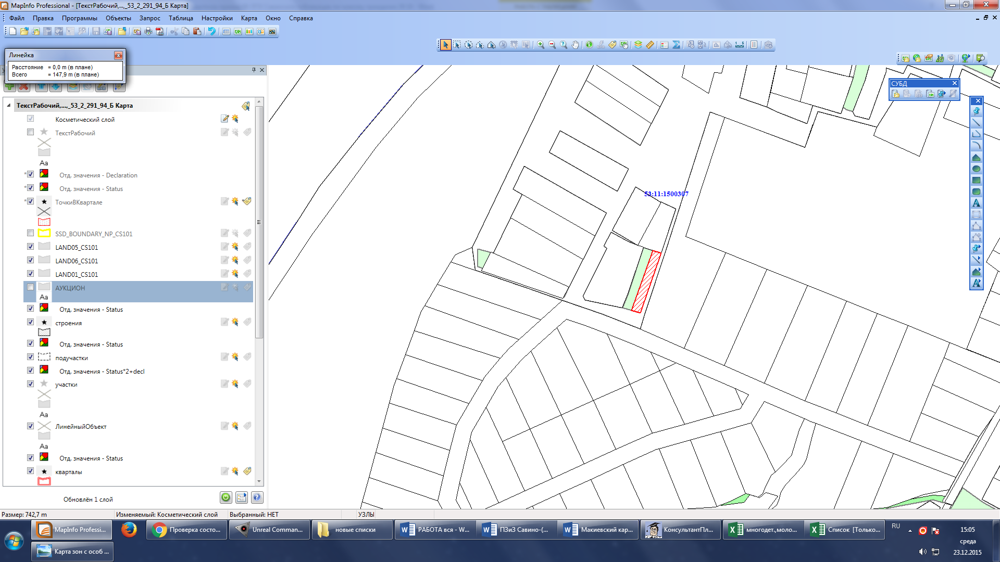 MapInfo Professional - [ТекстРабочий,...,_53_2_291_94_Б Карта]
Файл Правка Программы Объекты Запрос Таблица Настройки Карта Окно Справка
Линейка
Расстояние = 0,0 m (в плане)
Всего = 147,9 m (в плане)
СУБД
ТекстРабочий,...,_53_2_291_94_Б Карта
Косметический слой
ТекстРабочий
Aa
Отд. значения - Declaration
Отд. значения - Status
ТочкиВКвартале
SSD_BOUNDARY_NP_CS101
LAND05_CS101
LAND06_CS101
LAND01_CS101
АУКЦИОН
Aa
Отд. значения - Status
строения
Отд. значения - Status
подучастки
Отд. значения - Status*2+decl
участки
Aa
ЛинейныйОбъект
Aa
Отд. значения - Status
кварталы
53:11:1500307
Обновлён 1 слой
Размер: 742,7 m Изменяемый: Косметический слой Выбранный: НЕТ УЗЛЫ
MapInfo Professi... Проверка состо... Unreal Comman... новые списки РАБОТА вся - W... ПЗиЗ Савино-(... Макиевский кар... КонсультантПл... многодет.,моло... Список [Только... RU
Карта зон с особ ...
15:05
среда
23.12.2015